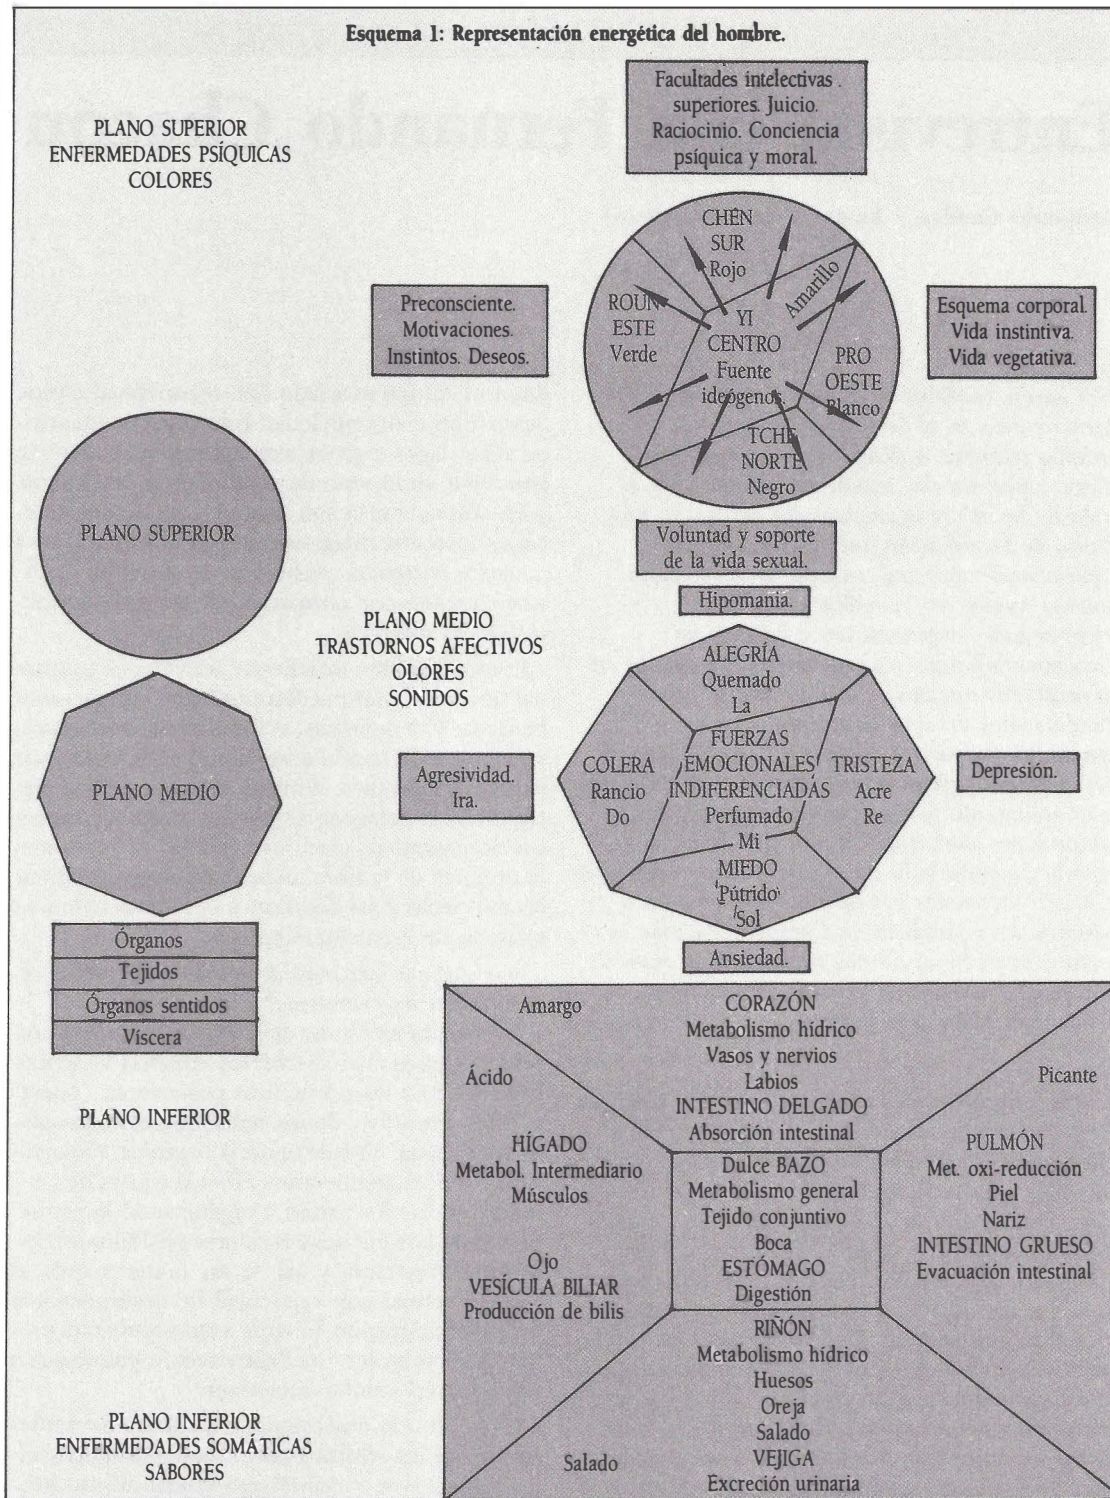 Esquema 1: Representación energética del hombre.
PLANO SUPERIOR
ENFERMEDADES PSÍQUICAS
COLORES
Facultades intelectivas
superiores. Juicio.
Raciocinio. Conciencia
psíquica y moral.
Preconsciente.
Motivaciones.
Instintos. Deseos.
CHÊN
SUR
Rojo
ROUN
ESTE
Verde
Amarillo
YI
CENTRO
Fuente
ideógenos.
PRO
OESTE
Blanco
TCHE
NORTE
Negro
Esquema corporal.
Vida instintiva.
Vida vegetativa.
Voluntad y soporte
de la vida sexual.
PLANO SUPERIOR
PLANO MEDIO
TRASTORNOS AFECTIVOS
OLORES
SONIDOS
Hipomania.
ALEGRÍA
Quemado
La
Agresividad.
Ira.
COLERA
Rancio
Do
FUERZAS
EMOCIONALES
INDIFERENCIADAS
Perfumado
Mi
TRISTEZA
Acre
Re
Depresión.
MIEDO
Pútrido
Sol
Ansiedad.
PLANO MEDIO
Órganos
Tejidos
Órganos sentidos
Víscera
PLANO INFERIOR
Amargo
CORAZÓN
Metabolismo hídrico
Vasos y nervios
Labios
INTESTINO DELGADO
Absorción intestinal
Ácido
HÍGADO
Metabol. Intermediario
Músculos
Ojo
VESÍCULA BILIAR
Producción de bilis
Dulce BAZO
Metabolismo general
Tejido conjuntivo
Boca
ESTÓMAGO
Digestión
Picante
PULMÓN
Met. oxi-reducción
Piel
Nariz
INTESTINO GRUESO
Evacuación intestinal
RIÑÓN
Metabolismo hídrico
Huesos
Oreja
Salado
VEJIGA
Excreción urinaria
Salado
PLANO INFERIOR
ENFERMEDADES SOMÁTICAS
SABORES